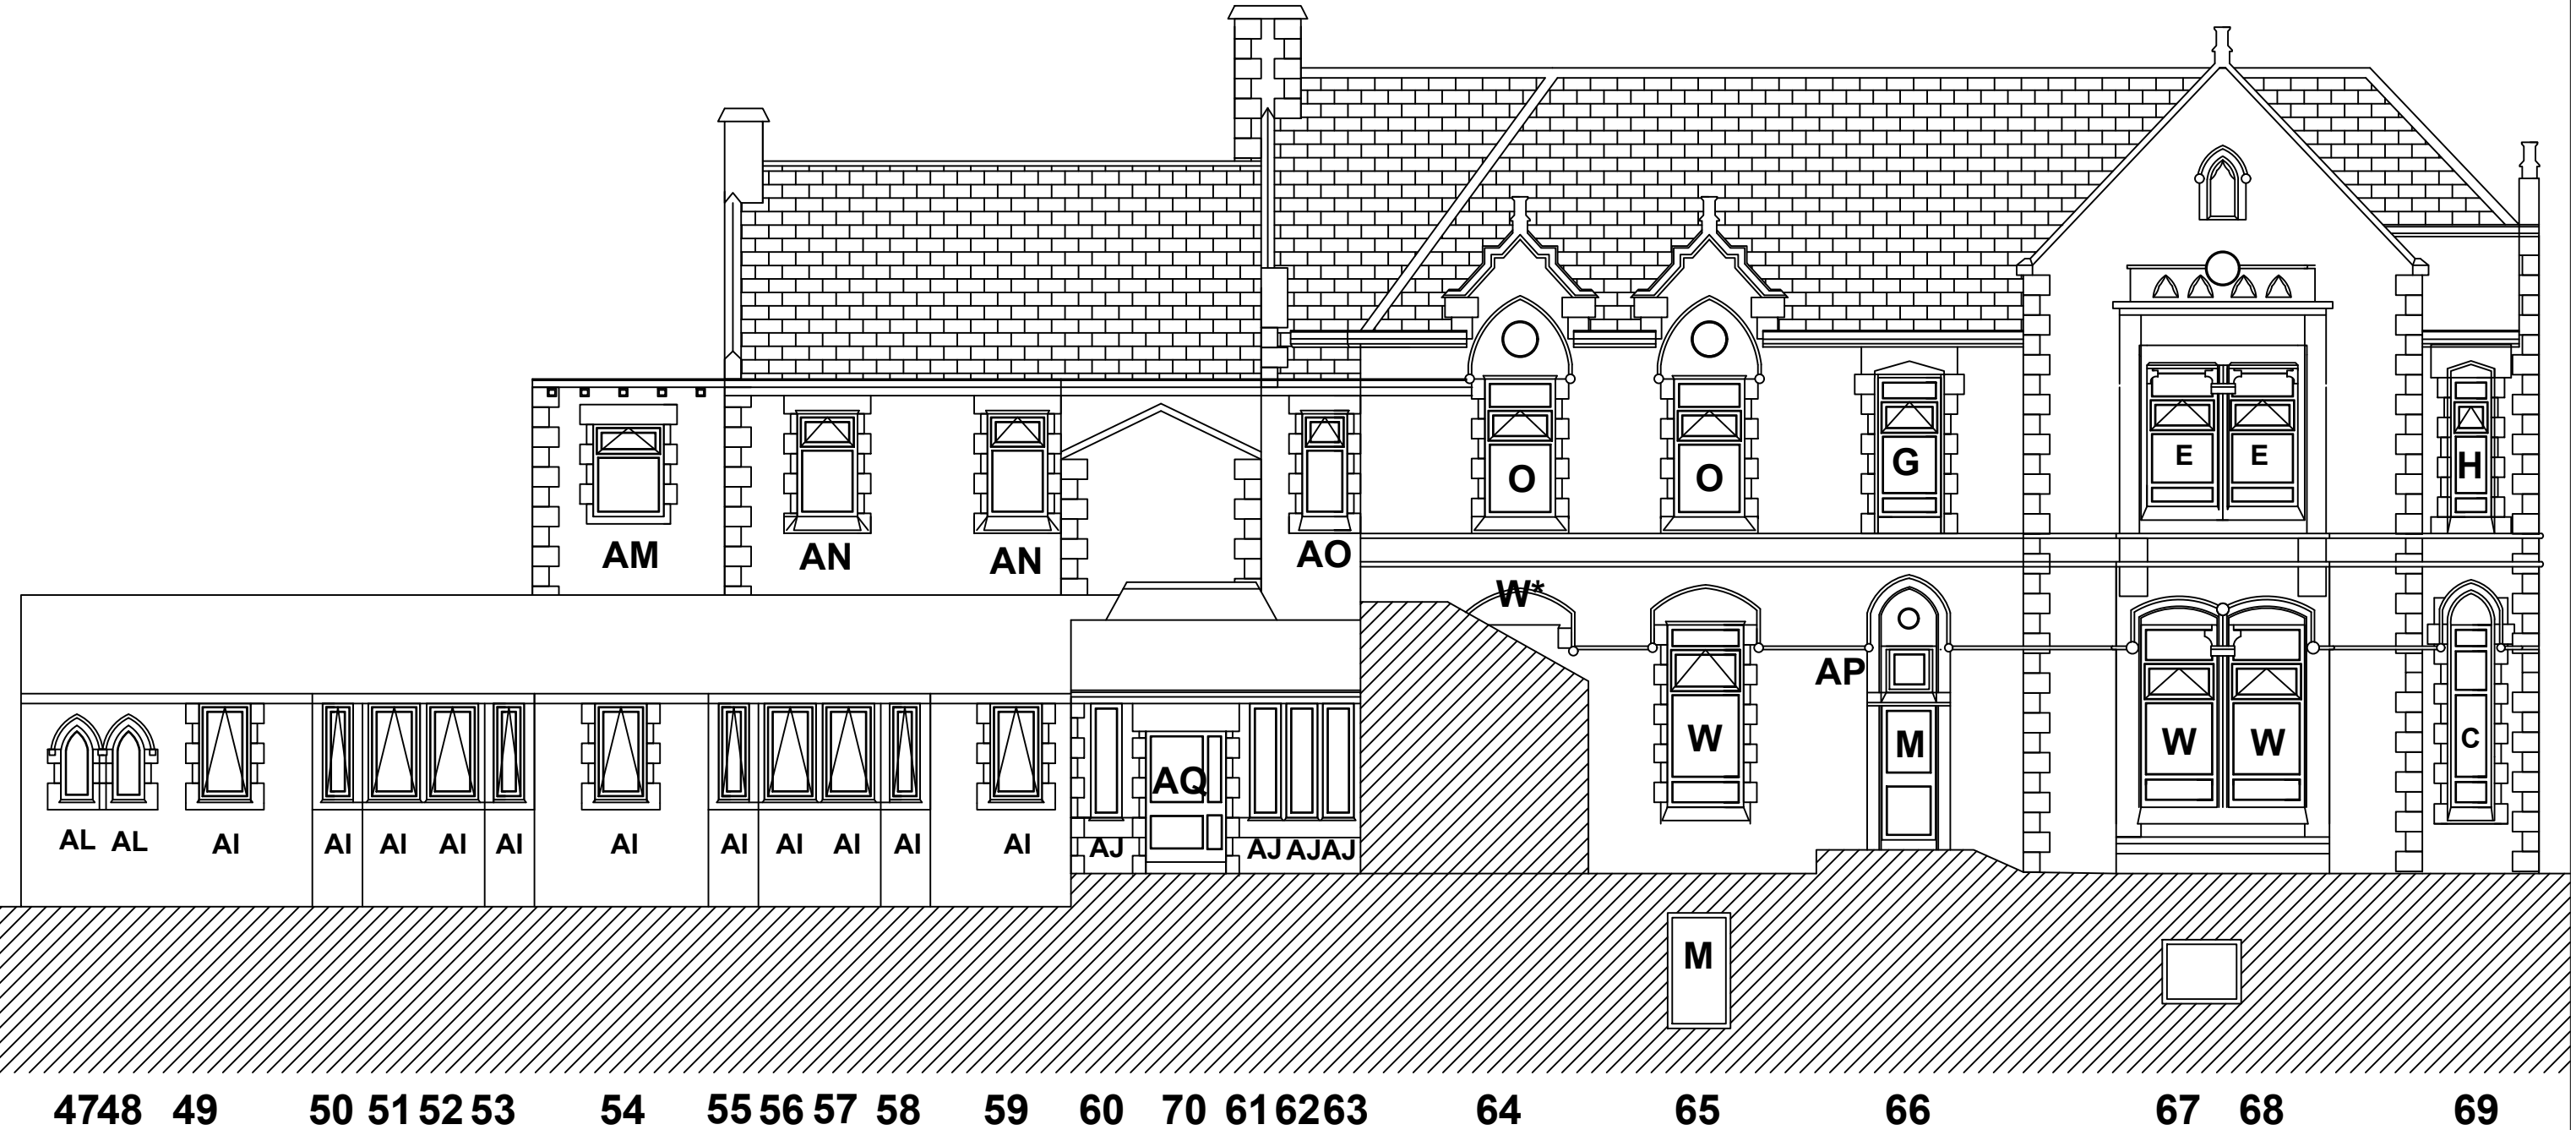 E E
H
G
O O
AM AN AN AO
W*
AP
W M W W C
AQ
AL AL AI AI AI AI AI AI AI AI AI AI AI AJ AJ AJ AJ
M
47 48 49 50 51 52 53 54 55 56 57 58 59 60 70 61 62 63 64 65 66 67 68 69